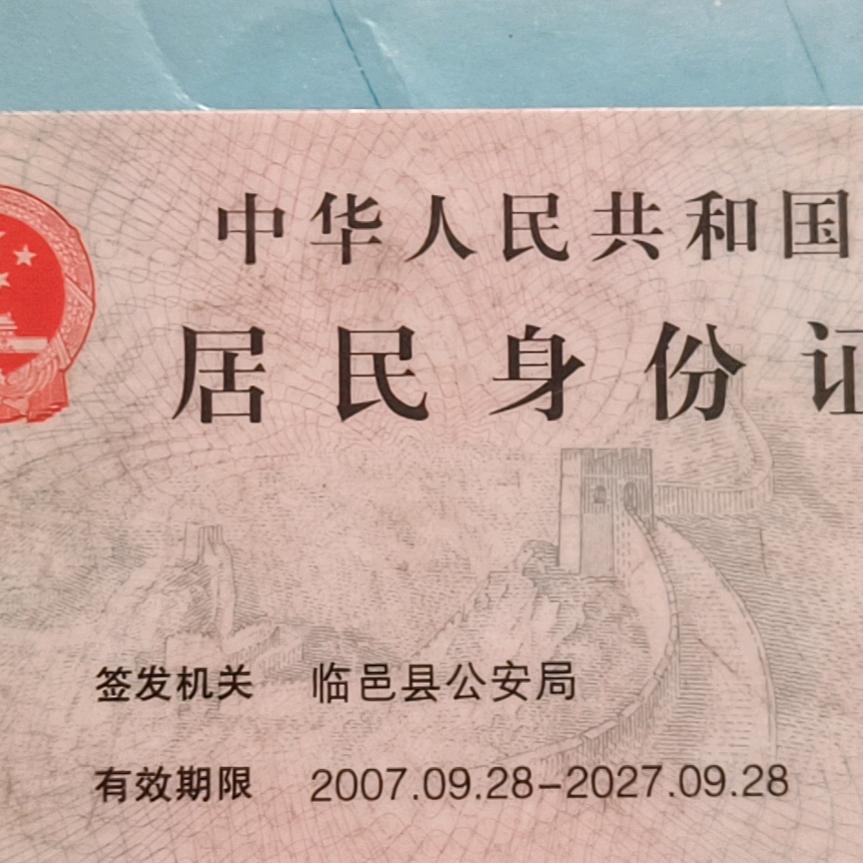 中华人民共和国
居民身份证
签发机关 临邑县公安局
有效期限 2007.09.28-2027.09.28